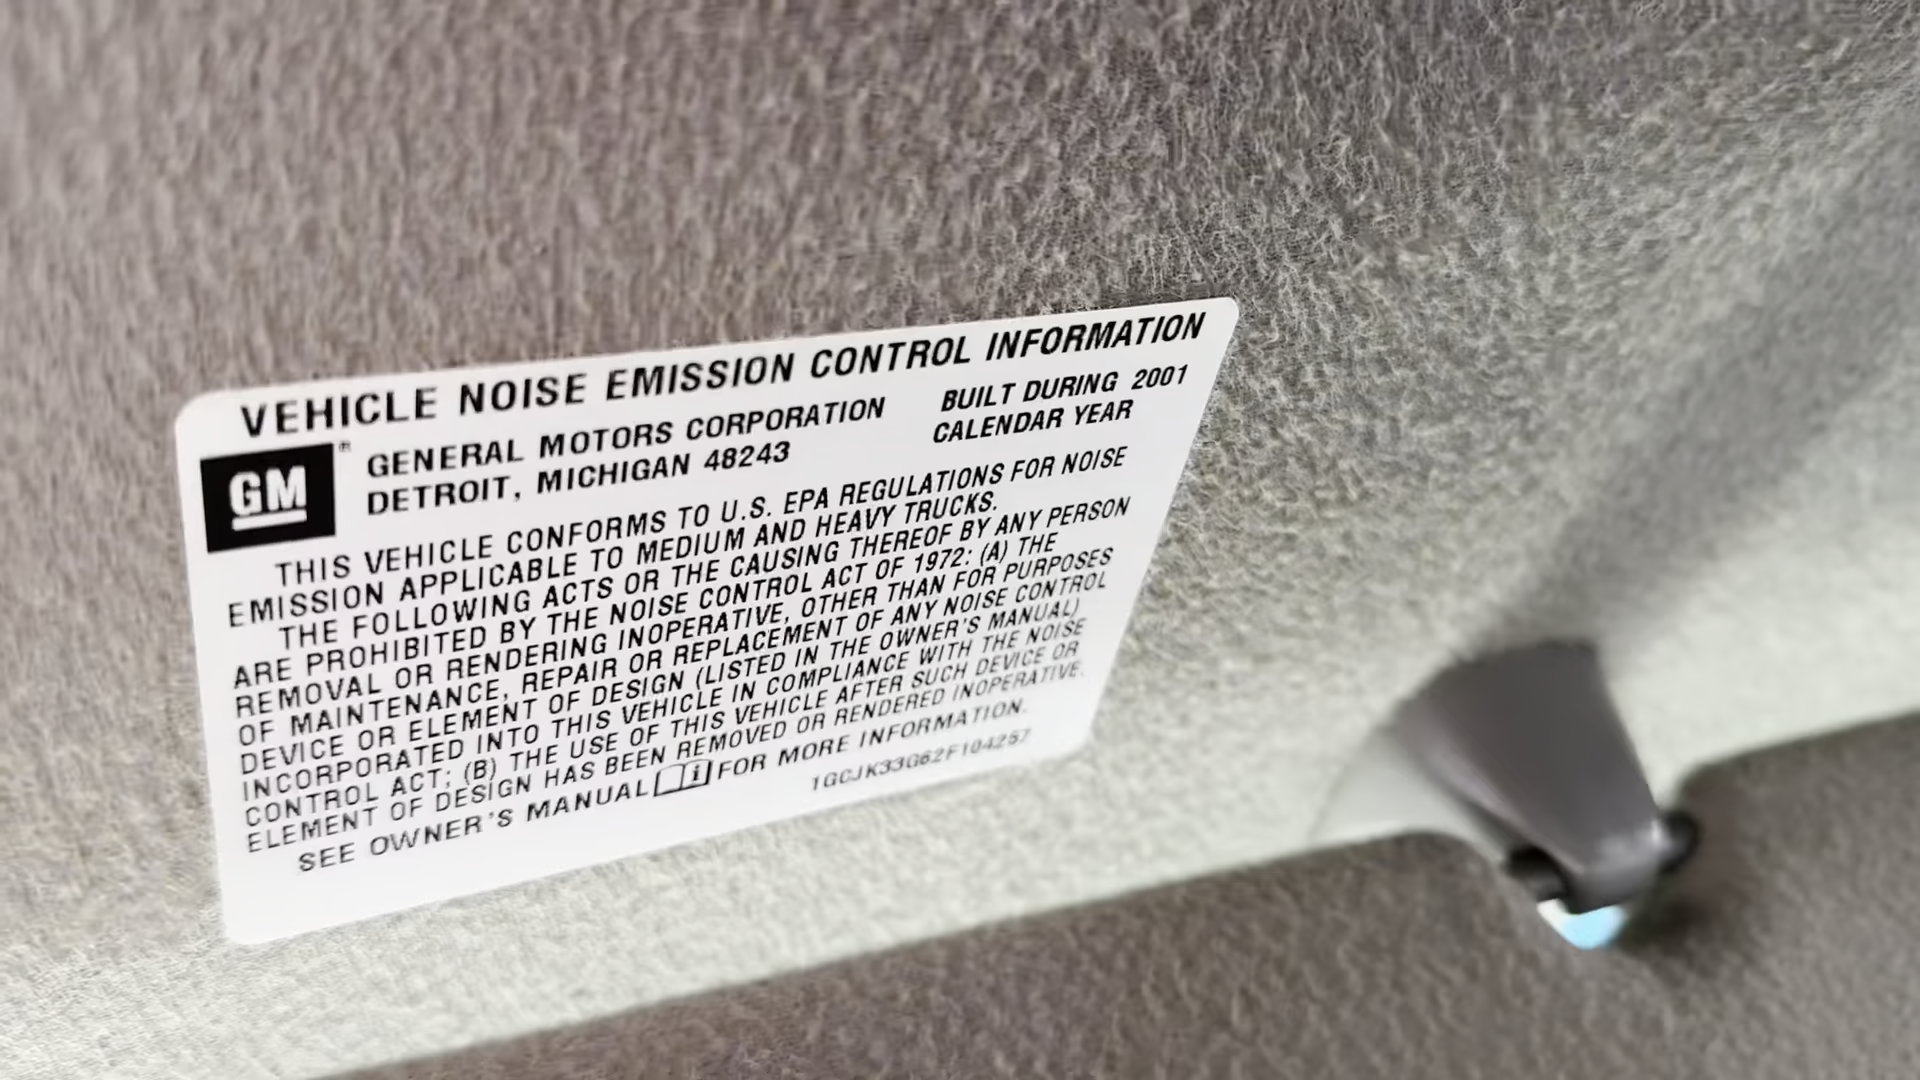 VEHICLE NOISE EMISSION CONTROL INFORMATION
GM ®
GENERAL MOTORS CORPORATION
DETROIT, MICHIGAN 48243
BUILT DURING 2001
CALENDAR YEAR
THIS VEHICLE CONFORMS TO U.S. EPA REGULATIONS FOR NOISE
EMISSION APPLICABLE TO MEDIUM AND HEAVY TRUCKS.
THE FOLLOWING ACTS OR THE CAUSING THEREOF BY ANY PERSON
ARE PROHIBITED BY THE NOISE CONTROL ACT OF 1972: (A) THE
REMOVAL OR RENDERING INOPERATIVE, OTHER THAN FOR PURPOSES
OF MAINTENANCE, REPAIR OR REPLACEMENT OF ANY NOISE CONTROL
DEVICE OR ELEMENT OF DESIGN (LISTED IN THE OWNER'S MANUAL)
INCORPORATED INTO THIS VEHICLE IN COMPLIANCE WITH THE NOISE
CONTROL ACT; (B) THE USE OF THIS VEHICLE AFTER SUCH DEVICE OR
ELEMENT OF DESIGN HAS BEEN REMOVED OR RENDERED INOPERATIVE.
SEE OWNER'S MANUAL i FOR MORE INFORMATION.
1GCJK33G62F104257